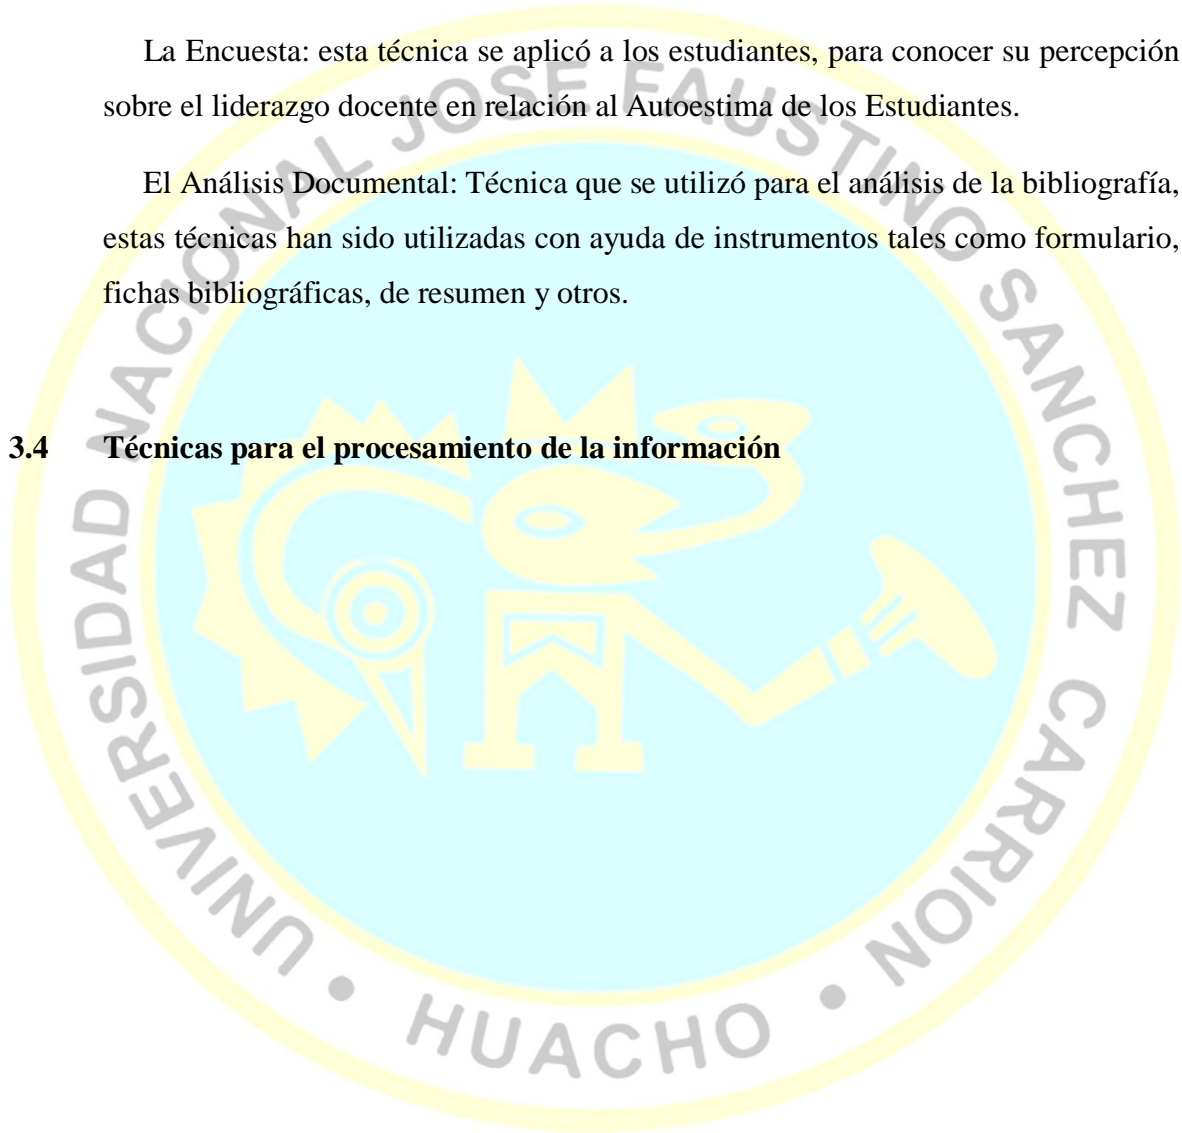 La Encuesta: esta técnica se aplicó a los estudiantes, para conocer su percepción
sobre el liderazgo docente en relación al Autoestima de los Estudiantes.
El Análisis Documental: Técnica que se utilizó para el análisis de la bibliografía,
estas técnicas han sido utilizadas con ayuda de instrumentos tales como formulario,
fichas bibliográficas, de resumen y otros.
3.4 Técnicas para el procesamiento de la información
UNIVERSIDAD NACIONAL JOSE FAUSTINO SANCHEZ CARRION • HUACHO •